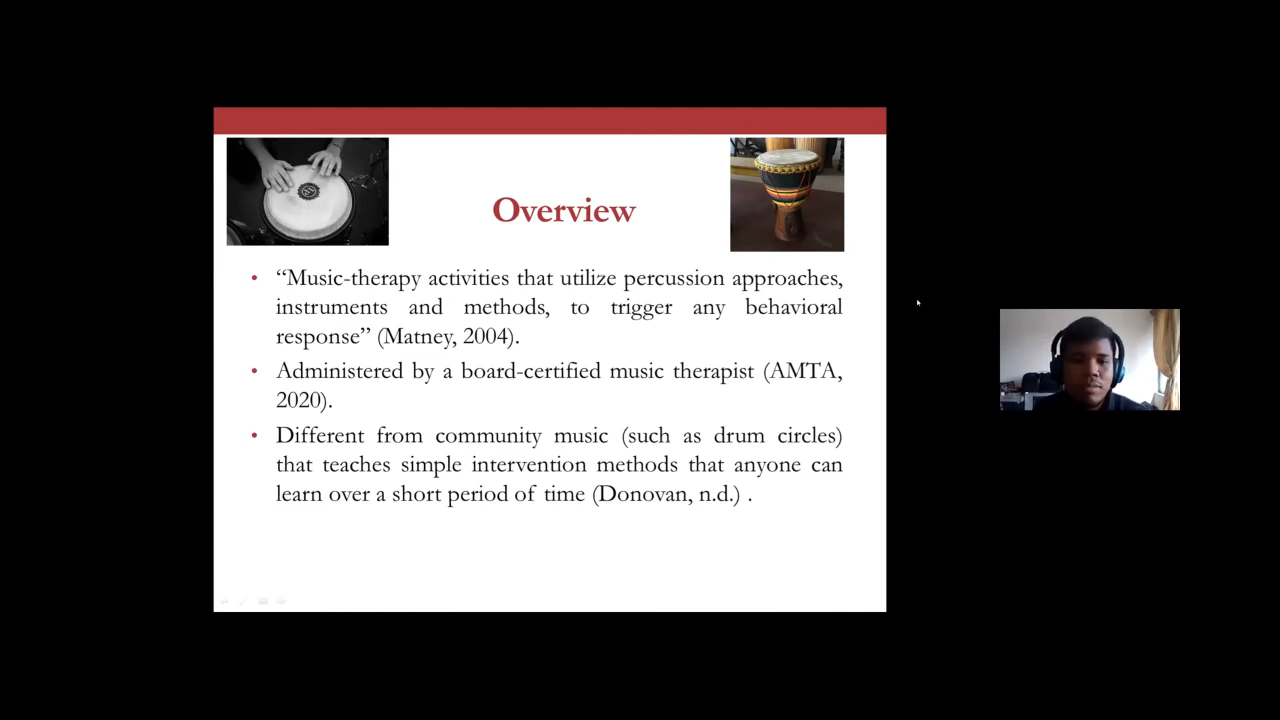 Overview
• “Music-therapy activities that utilize percussion approaches,
instruments and methods, to trigger any behavioral
response” (Matney, 2004).
• Administered by a board-certified music therapist (AMTA,
2020).
• Different from community music (such as drum circles)
that teaches simple intervention methods that anyone can
learn over a short period of time (Donovan, n.d.) .